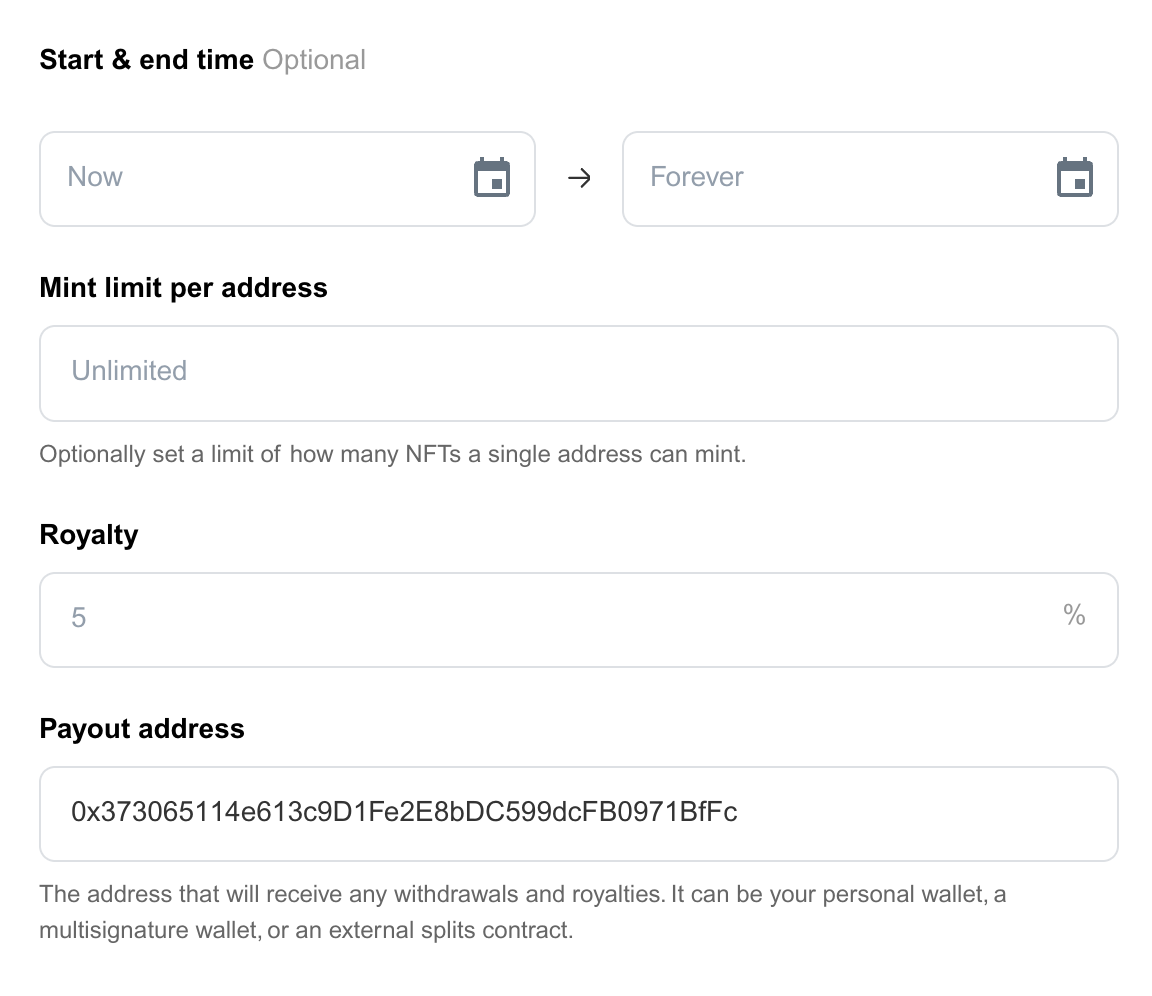 Start & end time Optional
Now → Forever
Mint limit per address
Unlimited
Optionally set a limit of how many NFTs a single address can mint.
Royalty
5 %
Payout address
0x373065114e613c9D1Fe2E8bDC599dcFB0971BfFc
The address that will receive any withdrawals and royalties. It can be your personal wallet, a
multisignature wallet, or an external splits contract.